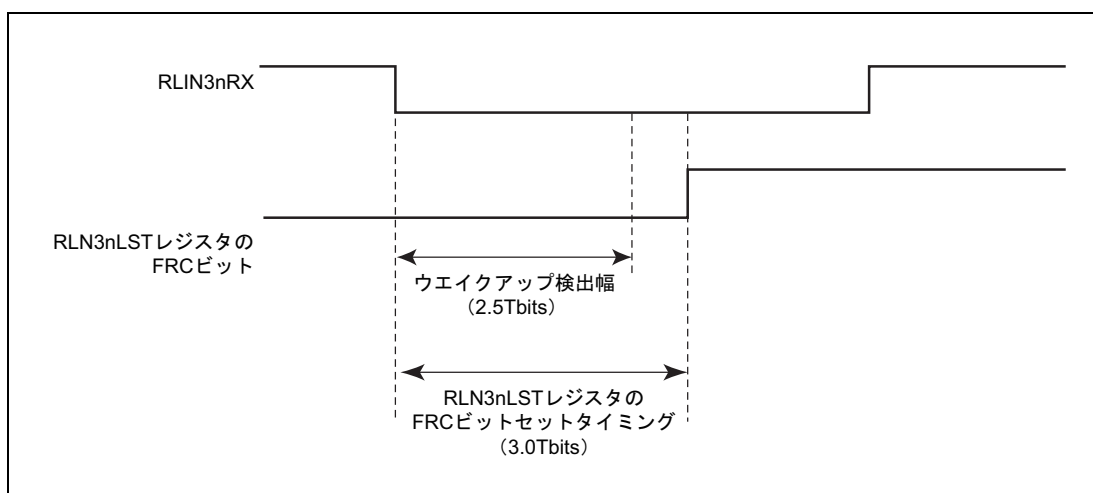 RLIN3nRX
RLN3nLSTレジスタの
FRCビット
ウエイクアップ検出幅
（2.5Tbits）
RLN3nLSTレジスタの
FRCビットセットタイミング
（3.0Tbits）